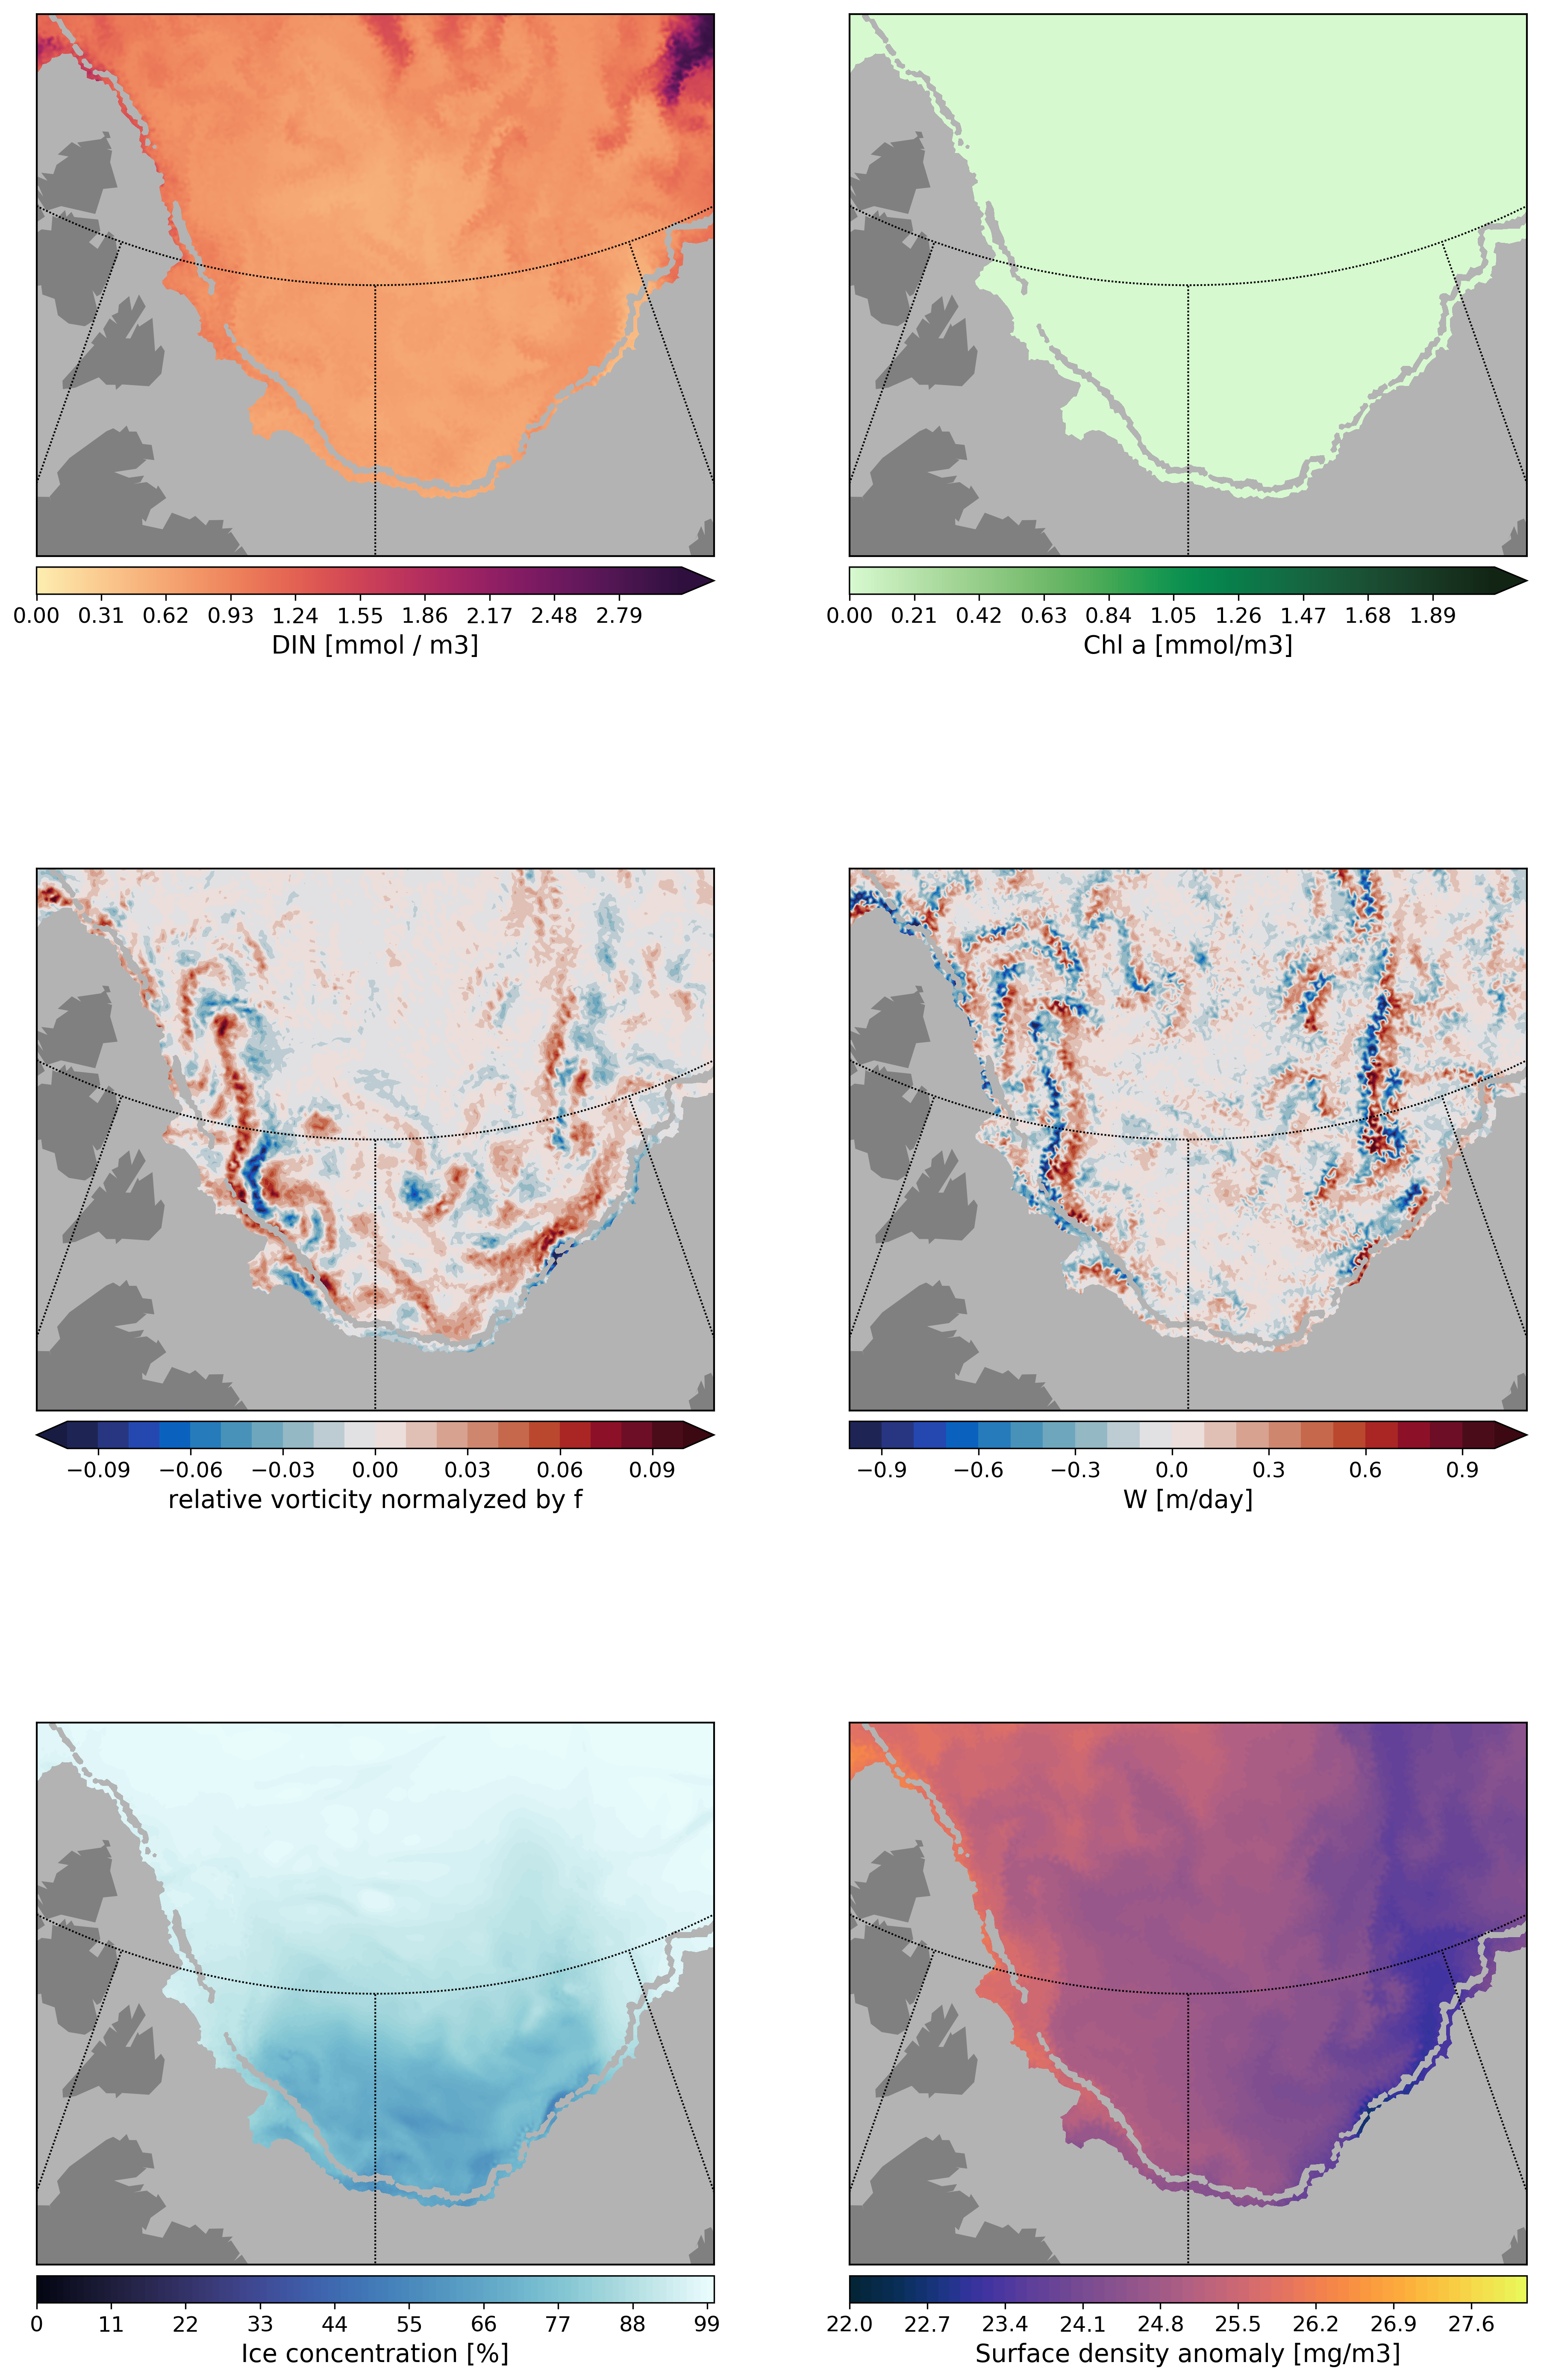 0.00 0.31 0.62 0.93 1.24 1.55 1.86 2.17 2.48 2.79
DIN [mmol / m3]
0.00 0.21 0.42 0.63 0.84 1.05 1.26 1.47 1.68 1.89
Chl a [mmol/m3]
−0.09 −0.06 −0.03 0.00 0.03 0.06 0.09
relative vorticity normalyzed by f
−0.9 −0.6 −0.3 0.0 0.3 0.6 0.9
W [m/day]
0 11 22 33 44 55 66 77 88 99
Ice concentration [%]
22.0 22.7 23.4 24.1 24.8 25.5 26.2 26.9 27.6
Surface density anomaly [mg/m3]